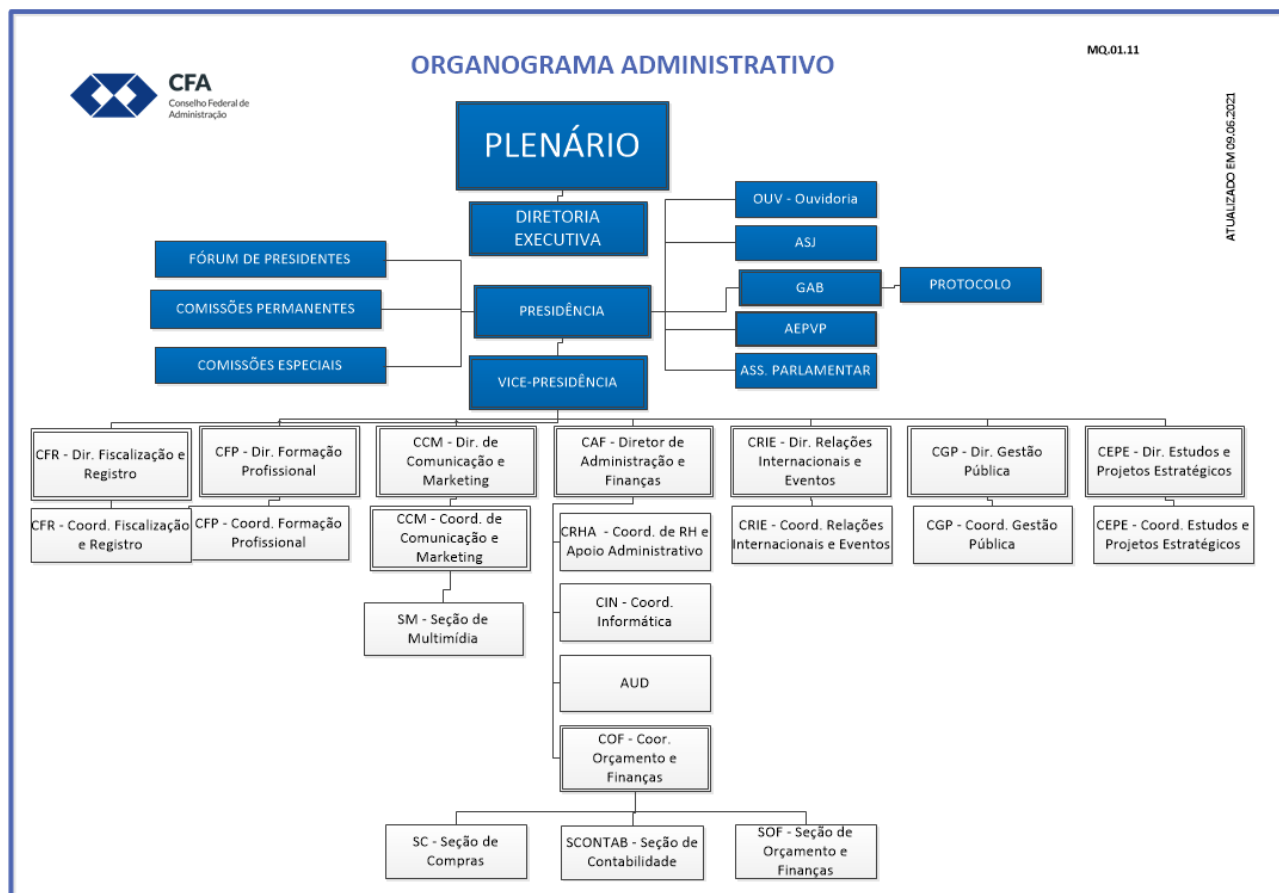 MQ.01.11
ORGANOGRAMA ADMINISTRATIVO
CFA
Conselho Federal de
Administração
ATUALIZADO EM 09.06.2021
PLENÁRIO
DIRETORIA
EXECUTIVA
OUV - Ouvidoria
ASJ
FÓRUM DE PRESIDENTES
GAB
PROTOCOLO
COMISSÕES PERMANENTES
PRESIDÊNCIA
AEPVP
COMISSÕES ESPECIAIS
VICE-PRESIDÊNCIA
ASS. PARLAMENTAR
CFR - Dir. Fiscalização e
Registro
CFP - Dir. Formação
Profissional
CCM - Dir. de
Comunicação e
Marketing
CAF - Diretor de
Administração e
Finanças
CRIE - Dir. Relações
Internacionais e
Eventos
CGP - Dir. Gestão
Pública
CEPE - Dir. Estudos e
Projetos Estratégicos
CFR - Coord. Fiscalização
e Registro
CFP - Coord. Formação
Profissional
CCM - Coord. de
Comunicação e
Marketing
CRHA - Coord. de RH e
Apoio Administrativo
CRIE - Coord. Relações
Internacionais e Eventos
CGP - Coord. Gestão
Pública
CEPE - Coord. Estudos e
Projetos Estratégicos
SM - Seção de
Multimídia
CIN - Coord.
Informática
AUD
COF - Coor.
Orçamento e
Finanças
SC - Seção de
Compras
SCONTAB - Seção de
Contabilidade
SOF - Seção de
Orçamento e
Finanças